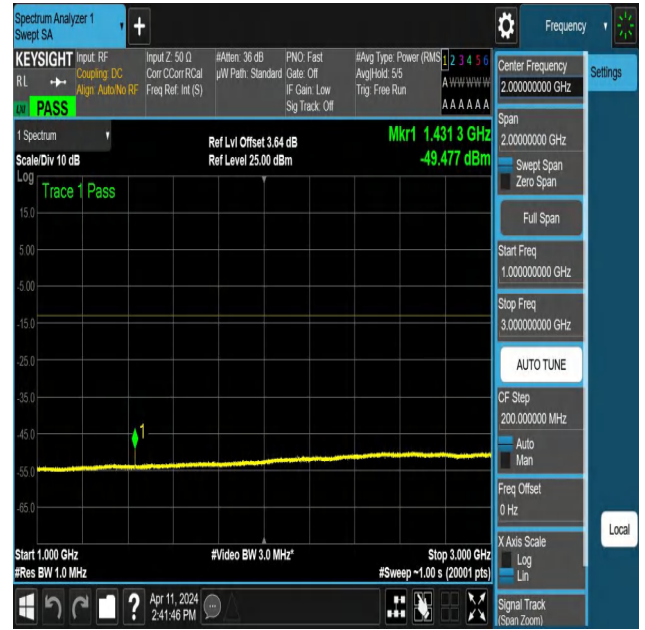 Spectrum Analyzer 1
Swept SA
Frequency
KEYSIGHT
RL
LXI
PASS
Input: RF
Coupling: DC
Align: Auto/No RF
Input Z: 50 Ω
Corr CCorr RCal
Freq Ref: Int (S)
#Atten: 36 dB
µW Path: Standard
PNO: Fast
Gate: Off
IF Gain: Low
Sig Track: Off
#Avg Type: Power (RMS
Avg|Hold: 5/5
Trig: Free Run
1 2 3 4 5 6
A W W W W W
A A A A A A
1 Spectrum
Scale/Div 10 dB
Ref Lvl Offset 3.64 dB
Ref Level 25.00 dBm
Mkr1 1.431 3 GHz
-49.477 dBm
Log
Trace 1 Pass
15.0
5.00
-5.00
-15.0
-25.0
-35.0
-45.0
1
-55.0
-65.0
Start 1.000 GHz
#Res BW 1.0 MHz
#Video BW 3.0 MHz*
Stop 3.000 GHz
#Sweep ~1.00 s (20001 pts)
Apr 11, 2024
2:41:46 PM
Center Frequency
2.000000000 GHz
Span
2.00000000 GHz
Swept Span
Zero Span
Full Span
Start Freq
1.000000000 GHz
Stop Freq
3.000000000 GHz
AUTO TUNE
CF Step
200.000000 MHz
Auto
Man
Freq Offset
0 Hz
X Axis Scale
Log
Lin
Signal Track
(Span Zoom)
Settings
Local